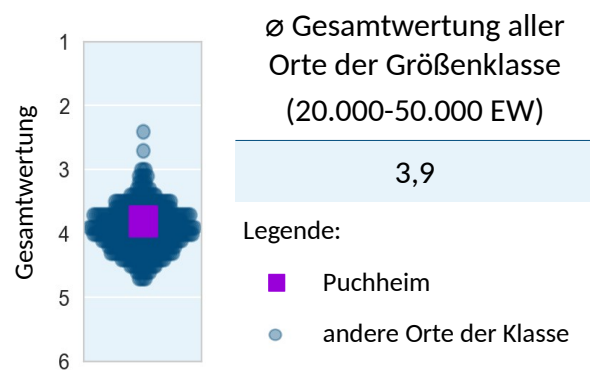 1
2
3
4
5
6
Gesamtwertung
⌀ Gesamtwertung aller
Orte der Größenklasse
(20.000-50.000 EW)
3,9
Legende:
Puchheim
andere Orte der Klasse